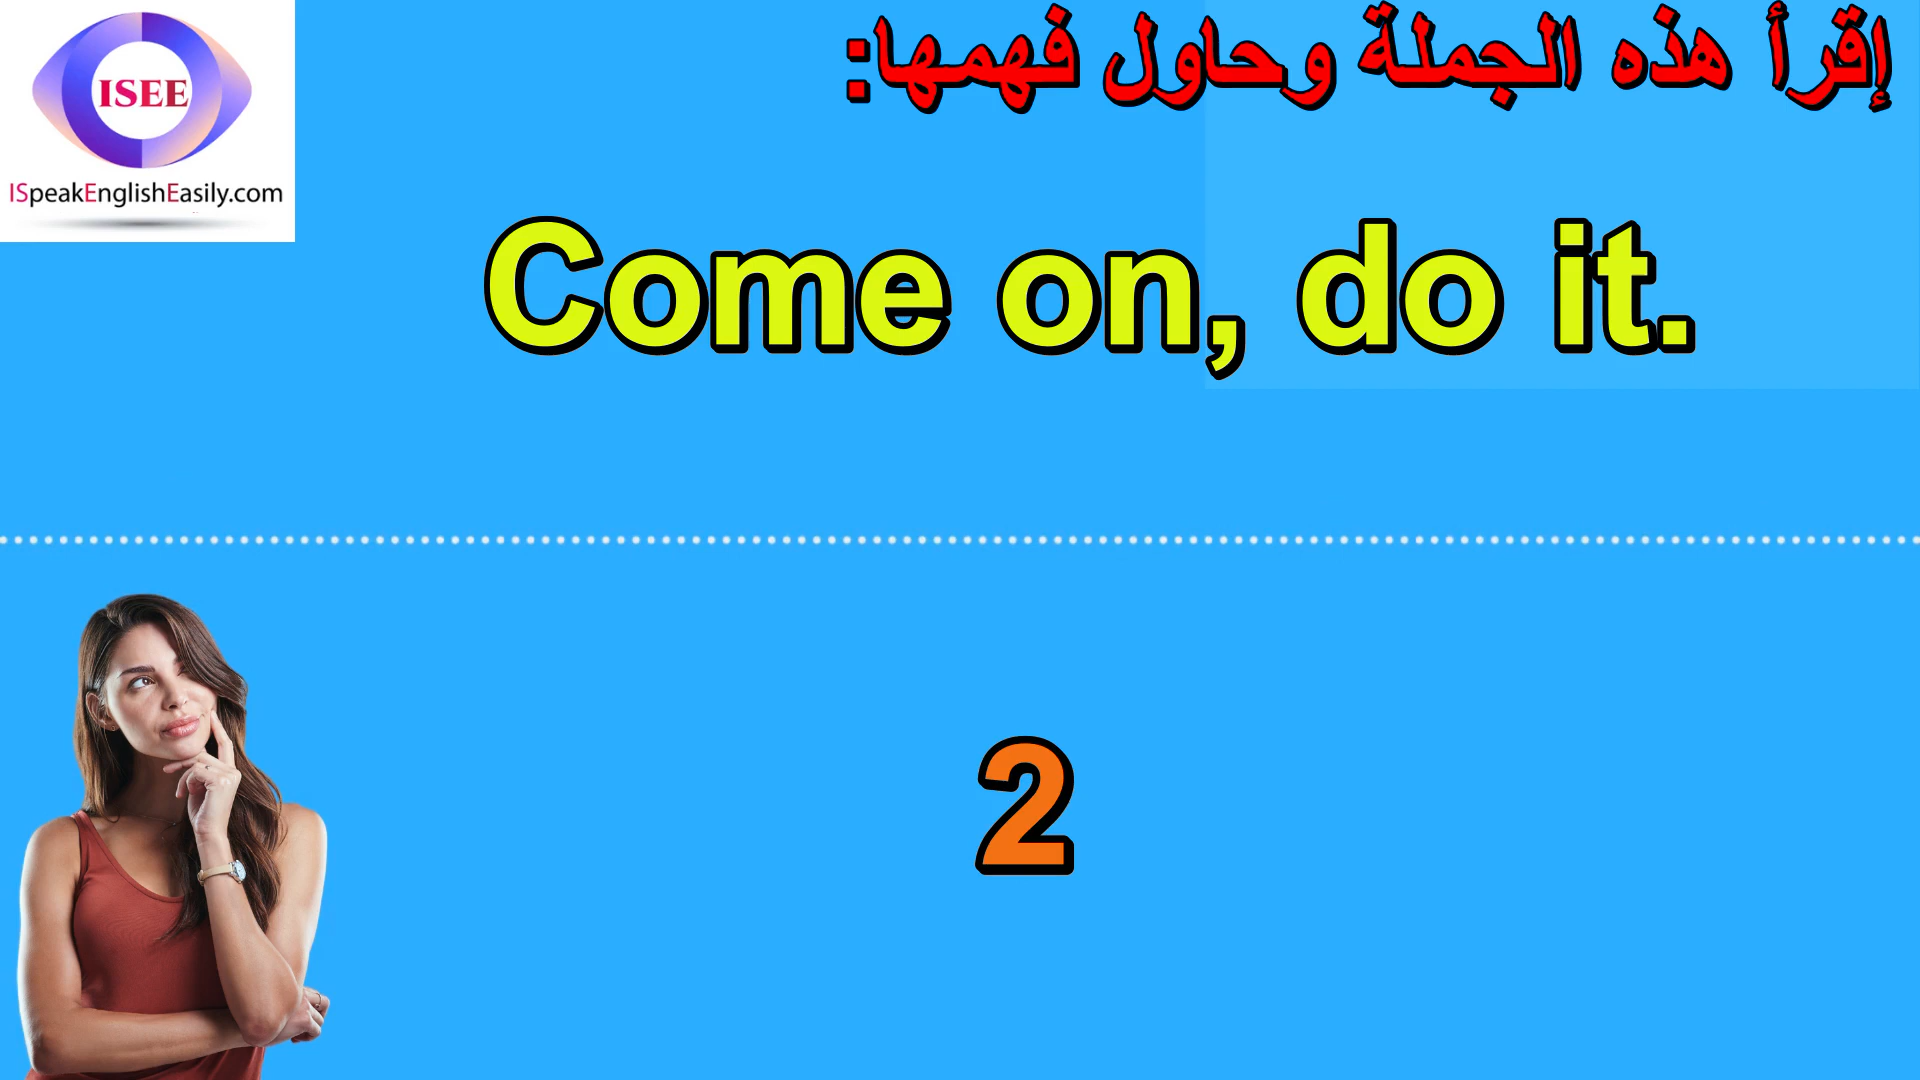 إقرأ هذه الجملة وحاول فهمها:
ISEE
ISpeakEnglishEasily.com
Come on, do it.
2